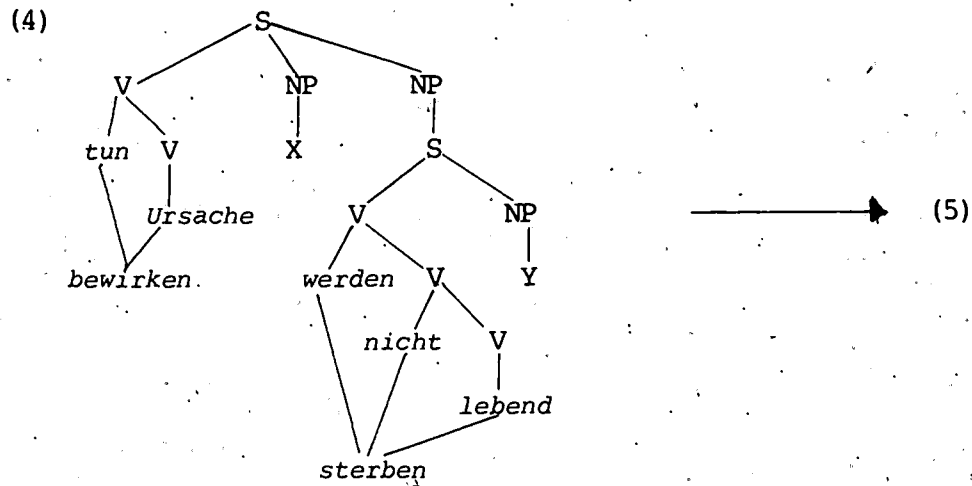 (4) S
V NP NP
tun V X S
Ursache V NP (5)
bewirken. werden V Y
nicht V
lebend
sterben